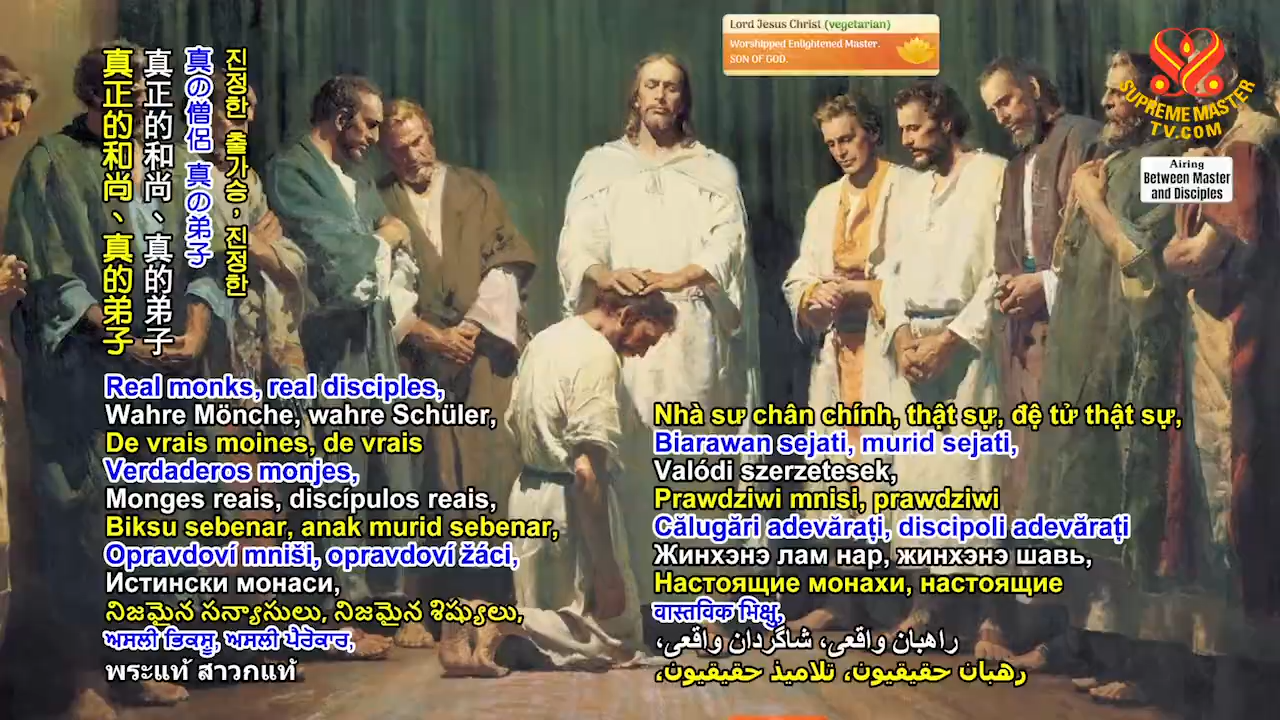 Lord Jesus Christ (vegetarian)
Worshipped Enlightened Master.
SON OF GOD.
SUPREME MASTER
TV.COM
Airing
Between Master
and Disciples
진정한 출가승, 진정한
真の僧侶 真の弟子
真正的和尚、真的弟子
真正的和尚、真的弟子
Real monks, real disciples,
Wahre Mönche, wahre Schüler,
De vrais moines, de vrais
Verdaderos monjes,
Monges reais, discípulos reais,
Biksu sebenar, anak murid sebenar,
Opravdoví mniši, opravdoví žáci,
Истински монаси,
నిజమైన సన్యాసులు, నిజమైన శిష్యులు,
ਅਸਲੀ ਭਿਕਸ਼ੂ, ਅਸਲੀ ਪੈਰੋਕਾਰ,
พระแท้ สาวกแท้
Nhà sư chân chính, thật sự, đệ tử thật sự,
Biarawan sejati, murid sejati,
Valódi szerzetesek,
Prawdziwi mnisi, prawdziwi
Călugări adevărați, discipoli adevărați
Жинхэнэ лам нар, жинхэнэ шавь,
Настоящие монахи, настоящие
वास्तविक भिक्षु,
راهبان واقعی، شاگردان واقعی،
رهبان حقيقيون، تلاميذ حقيقيون،